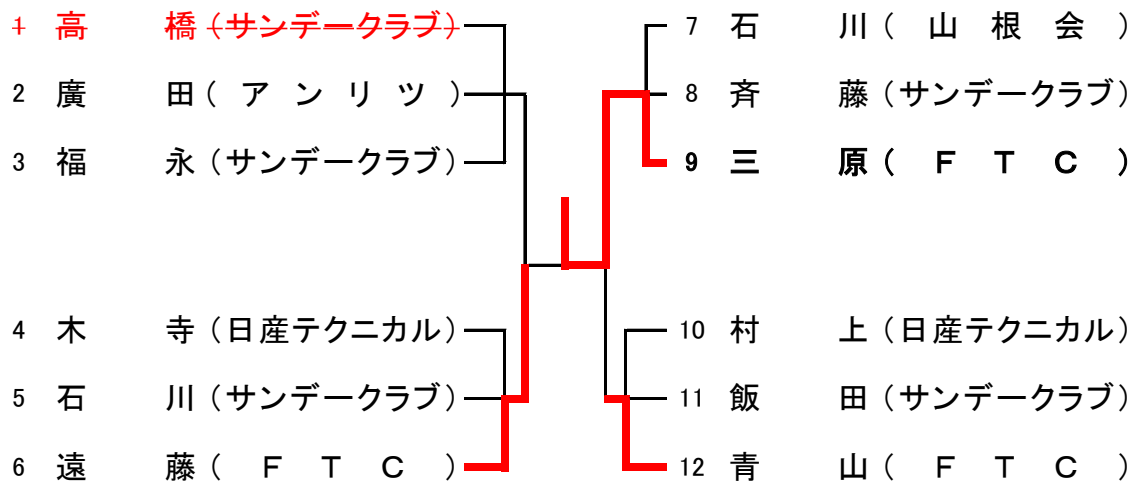 1 高 橋 (サンデークラブ)
2 廣 田 ( ア ン リ ツ )
3 福 永 (サンデークラブ)
4 木 寺 (日産テクニカル)
5 石 川 (サンデークラブ)
6 遠 藤 ( F T C )
7 石 川 ( 山 根 会 )
8 斉 藤 (サンデークラブ)
9 三 原 ( F T C )
10 村 上 (日産テクニカル)
11 飯 田 (サンデークラブ)
12 青 山 ( F T C )